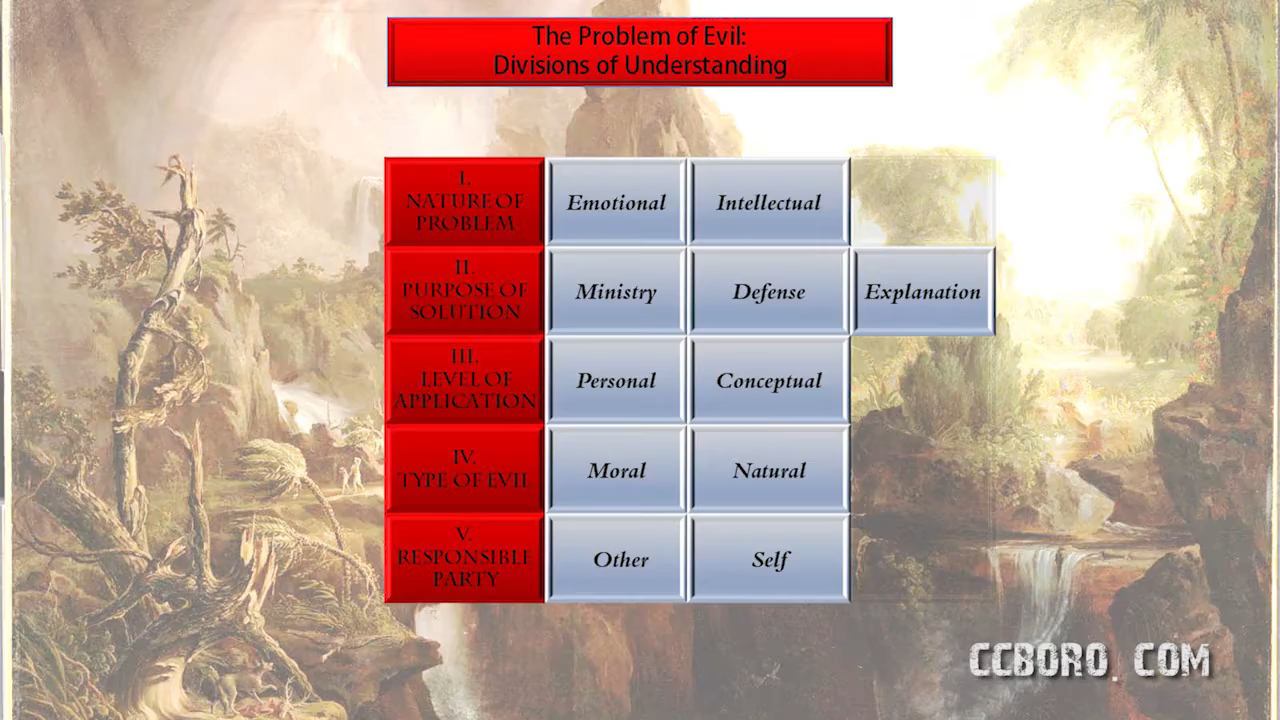 The Problem of Evil:
Divisions of Understanding
I.
NATURE OF
PROBLEM
Emotional
Intellectual
II.
PURPOSE OF
SOLUTION
Ministry
Defense
Explanation
III.
LEVEL OF
APPLICATION
Personal
Conceptual
IV.
TYPE OF EVIL
Moral
Natural
V.
RESPONSIBLE
PARTY
Other
Self
CCBORO. COM